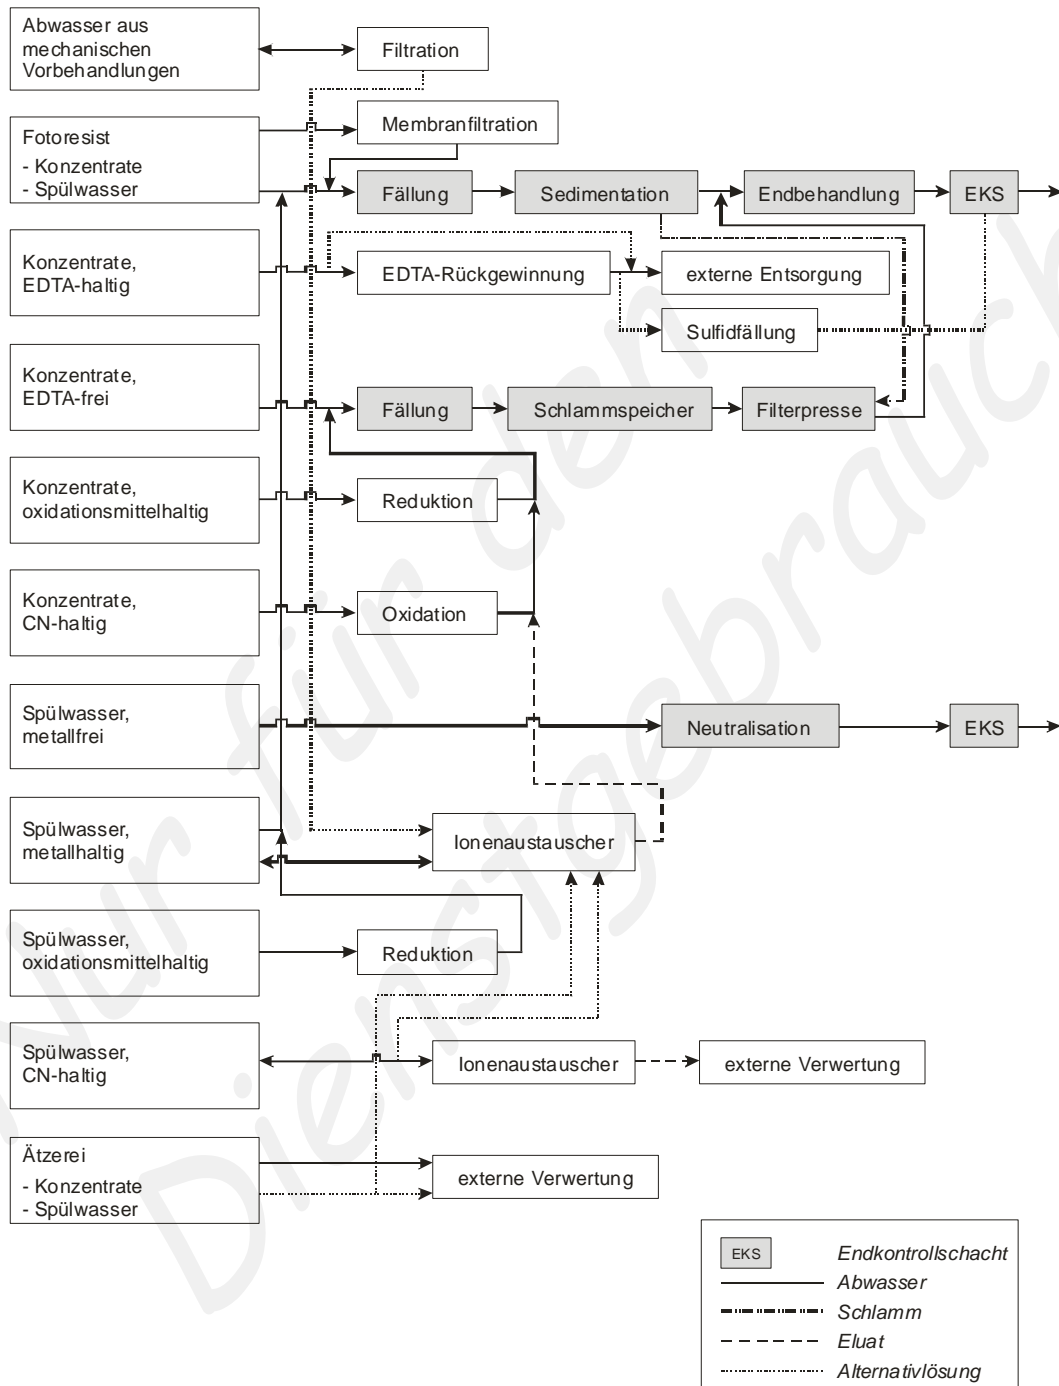 Abwasser aus
mechanischen
Vorbehandlungen
Filtration
Fotoresist
- Konzentrate
- Spülwasser
Membranfiltration
Fällung
Sedimentation
Endbehandlung
EKS
Konzentrate,
EDTA-haltig
EDTA-Rückgewinnung
externe Entsorgung
Sulfidfällung
Konzentrate,
EDTA-frei
Fällung
Schlammspeicher
Filterpresse
Konzentrate,
oxidationsmittelhaltig
Reduktion
Konzentrate,
CN-haltig
Oxidation
Spülwasser,
metallfrei
Neutralisation
EKS
Spülwasser,
metallhaltig
Ionenaustauscher
Spülwasser,
oxidationsmittelhaltig
Reduktion
Spülwasser,
CN-haltig
Ionenaustauscher
externe Verwertung
Ätzerei
- Konzentrate
- Spülwasser
externe Verwertung
EKS
Endkontrollschacht
Abwasser
Schlamm
Eluat
Alternativlösung
Nur für den
Dienstgebrauch